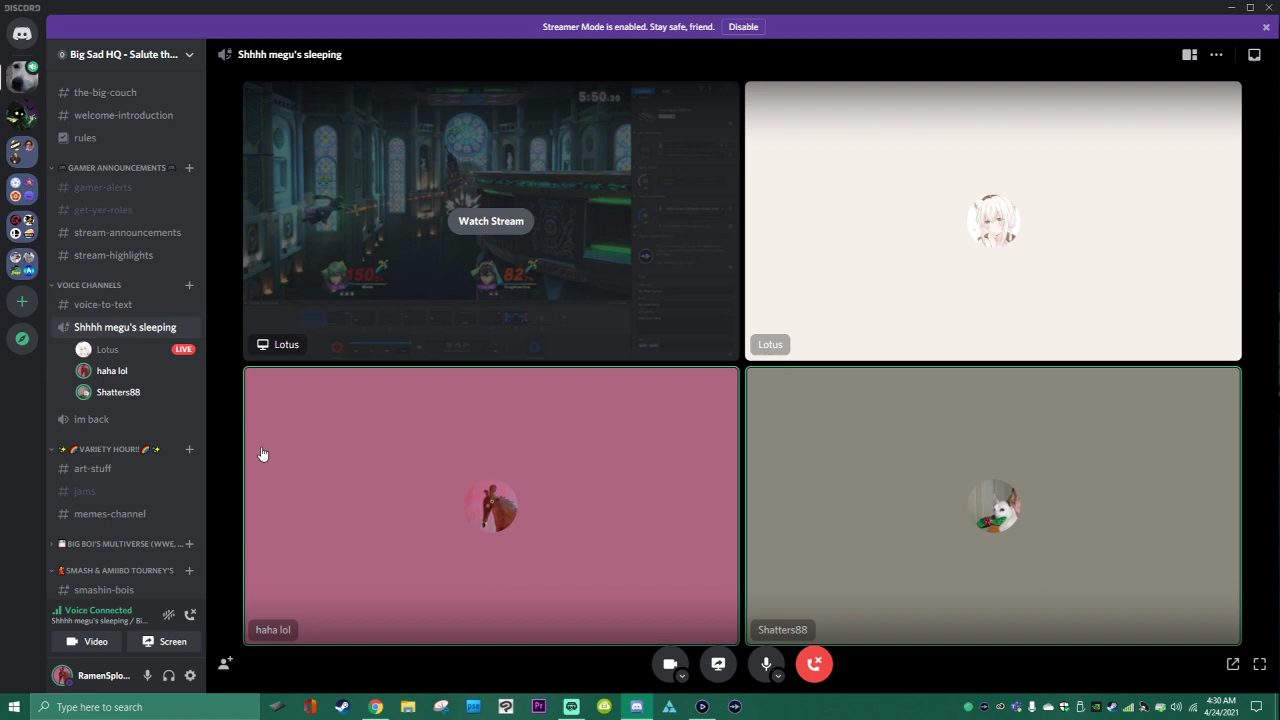 DISCORD
Streamer Mode is enabled. Stay safe, friend.
Disable
Big Sad HQ - Salute th...
Shhhh megu's sleeping
the-big-couch
welcome-introduction
rules
GAMER ANNOUNCEMENTS
gamer-alerts
get-yer-roles
stream-announcements
stream-highlights
VOICE CHANNELS
voice-to-text
Shhhh megu's sleeping
Lotus
LIVE
haha lol
Shatters88
im back
✨🌈 VARIETY HOUR!! 🌈✨
art-stuff
jams
memes-channel
BIG BOI'S MULTIVERSE (WWE, ...
SMASH & AMIIBO TOURNEY'S
smashin-bois
Voice Connected
Shhhh megu's sleeping / Bi...
Video
Screen
RamenSplo...
5:50.
Watch Stream
150%
82%
Lotus
Lotus
haha lol
Shatters88
Type here to search
Pr
4:30 AM
4/24/2021